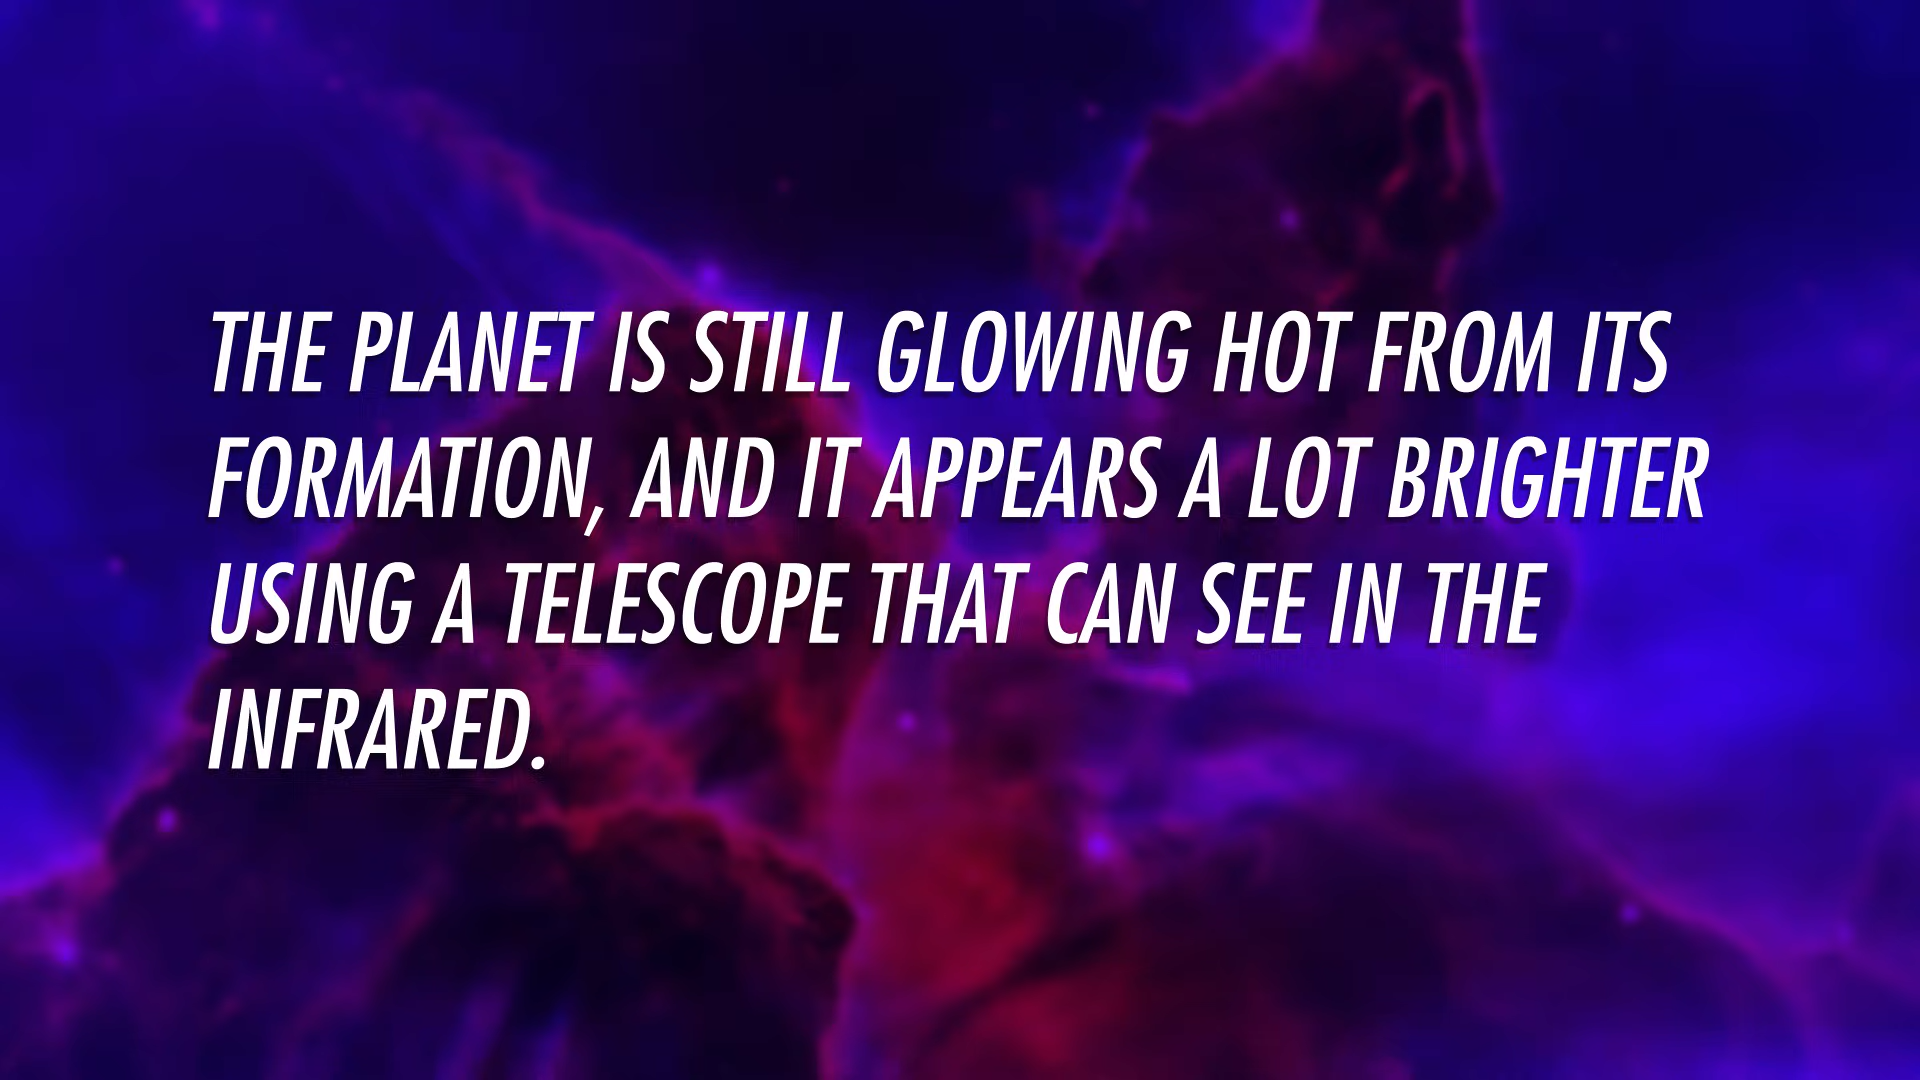 THE PLANET IS STILL GLOWING HOT FROM ITS
FORMATION, AND IT APPEARS A LOT BRIGHTER
USING A TELESCOPE THAT CAN SEE IN THE
INFRARED.